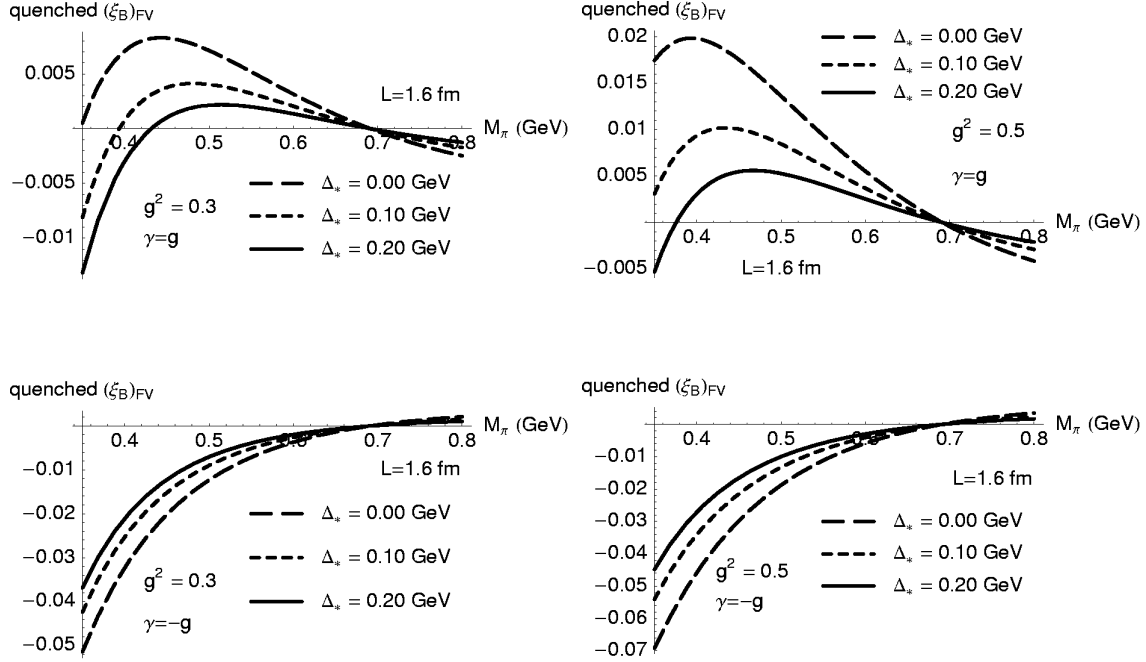 quenched (ξB)FV
0.005
−0.005
−0.01
0.4
0.5
0.6
0.7
0.8
Mπ (GeV)
L=1.6 fm
g² = 0.3
γ=g
Δ* = 0.00 GeV
Δ* = 0.10 GeV
Δ* = 0.20 GeV
quenched (ξB)FV
0.02
0.015
0.01
0.005
−0.005
0.4
0.5
0.6
0.7
0.8
Mπ (GeV)
Δ* = 0.00 GeV
Δ* = 0.10 GeV
Δ* = 0.20 GeV
g² = 0.5
γ=g
L=1.6 fm
quenched (ξB)FV
−0.01
−0.02
−0.03
−0.04
−0.05
0.4
0.5
0.6
0.7
0.8
Mπ (GeV)
L=1.6 fm
Δ* = 0.00 GeV
Δ* = 0.10 GeV
Δ* = 0.20 GeV
g² = 0.3
γ=−g
quenched (ξB)FV
−0.01
−0.02
−0.03
−0.04
−0.05
−0.06
−0.07
0.4
0.5
0.6
0.7
0.8
Mπ (GeV)
L=1.6 fm
Δ* = 0.00 GeV
Δ* = 0.10 GeV
Δ* = 0.20 GeV
g² = 0.5
γ=−g